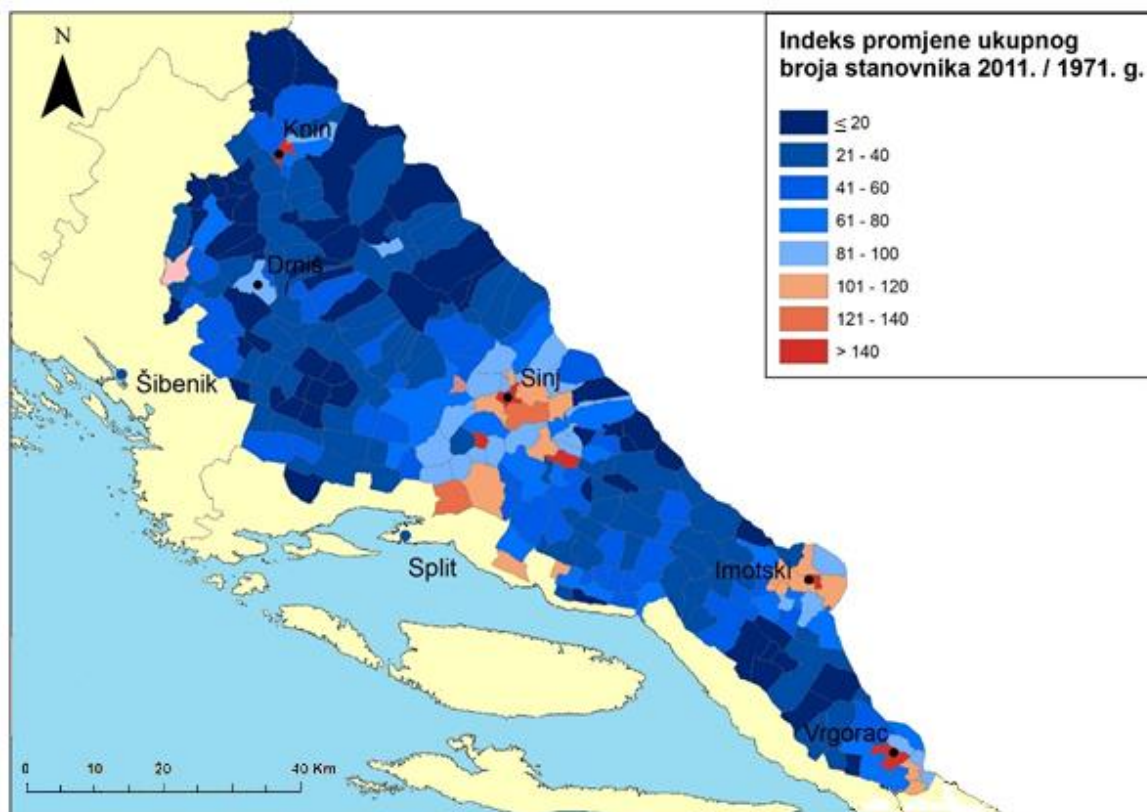 N
Indeks promjene ukupnog
broja stanovnika 2011. / 1971. g.
≤ 20
21 - 40
41 - 60
61 - 80
81 - 100
101 - 120
121 - 140
> 140
Knin
Drniš
Šibenik
Sinj
Split
Imotski
Vrgorac
0 10 20 40 Km